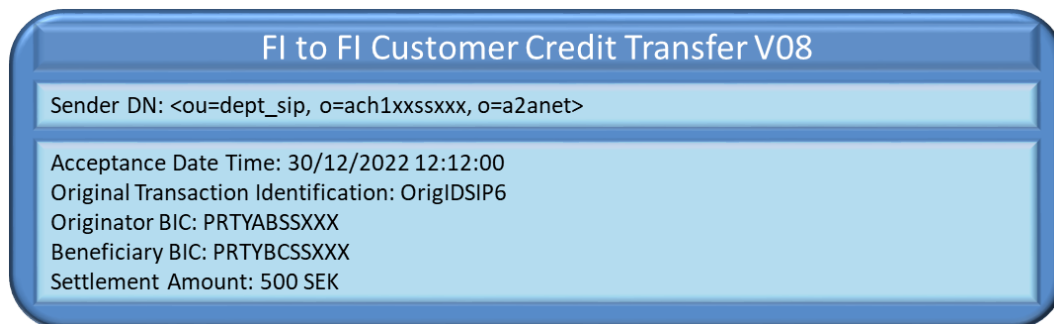 FI to FI Customer Credit Transfer V08
Sender DN: <ou=dept_sip, o=ach1xxssxxx, o=a2anet>
Acceptance Date Time: 30/12/2022 12:12:00
Original Transaction Identification: OrigIDSIP6
Originator BIC: PRTYABSSXXX
Beneficiary BIC: PRTYBCSSXXX
Settlement Amount: 500 SEK